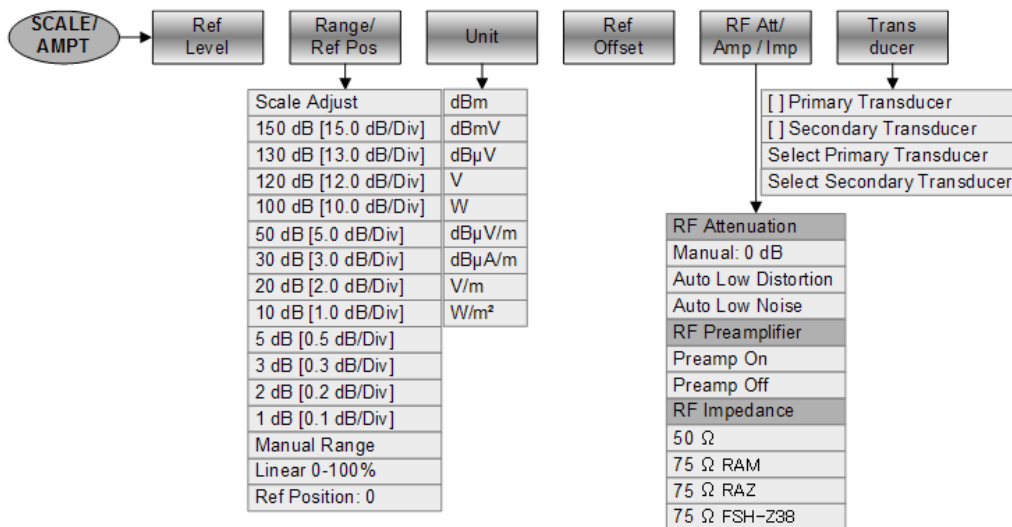 SCALE/
AMPT
Ref
Level
Range/
Ref Pos
Unit
Ref
Offset
RF Att/
Amp / Imp
Trans
ducer
Scale Adjust
150 dB [15.0 dB/Div]
130 dB [13.0 dB/Div]
120 dB [12.0 dB/Div]
100 dB [10.0 dB/Div]
50 dB [5.0 dB/Div]
30 dB [3.0 dB/Div]
20 dB [2.0 dB/Div]
10 dB [1.0 dB/Div]
5 dB [0.5 dB/Div]
3 dB [0.3 dB/Div]
2 dB [0.2 dB/Div]
1 dB [0.1 dB/Div]
Manual Range
Linear 0-100%
Ref Position: 0
dBm
dBmV
dBµV
V
W
dBµV/m
dBµA/m
V/m
W/m²
RF Attenuation
Manual: 0 dB
Auto Low Distortion
Auto Low Noise
RF Preamplifier
Preamp On
Preamp Off
RF Impedance
50 Ω
75 Ω RAM
75 Ω RAZ
75 Ω FSH-Z38
[ ] Primary Transducer
[ ] Secondary Transducer
Select Primary Transducer
Select Secondary Transducer